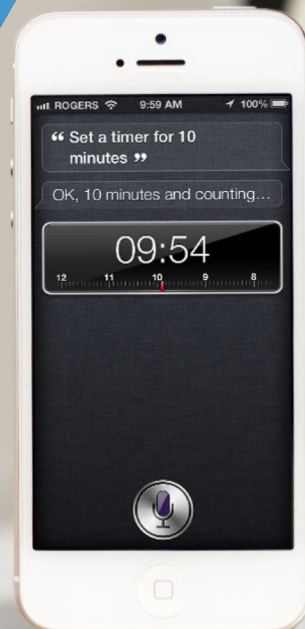 ROGERS 9:59 AM 100%
“ Set a timer for 10
minutes ”
OK, 10 minutes and counting...
09:54
12 11 10 9 8